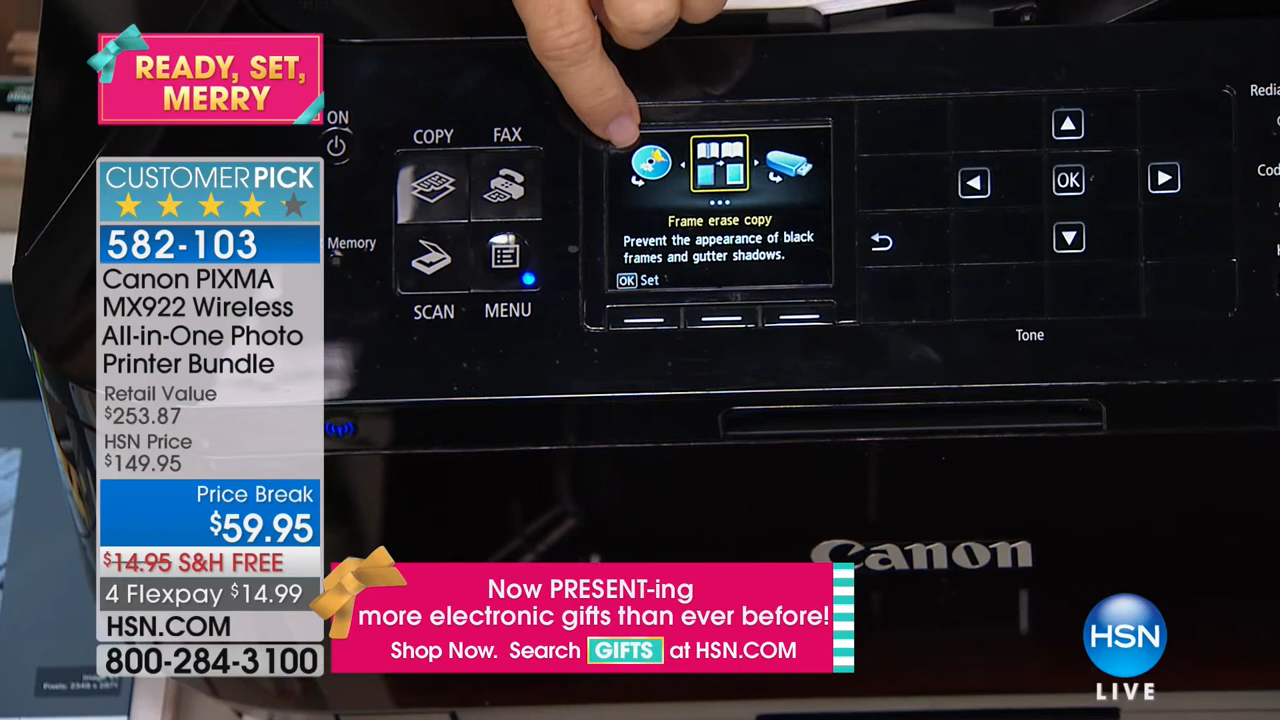 READY, SET,
MERRY
CUSTOMER PICK
582-103
Canon PIXMA
MX922 Wireless
All-in-One Photo
Printer Bundle
Retail Value
$253.87
HSN Price
$149.95
Price Break
$59.95
$14.95 S&H FREE
4 Flexpay $14.99
HSN.COM
800-284-3100
ON
Memory
COPY
FAX
SCAN
MENU
Frame erase copy
Prevent the appearance of black
frames and gutter shadows.
OK Set
OK
Tone
Redia
Cod
Canon
Now PRESENT-ing
more electronic gifts than ever before!
Shop Now. Search GIFTS at HSN.COM
HSN
LIVE